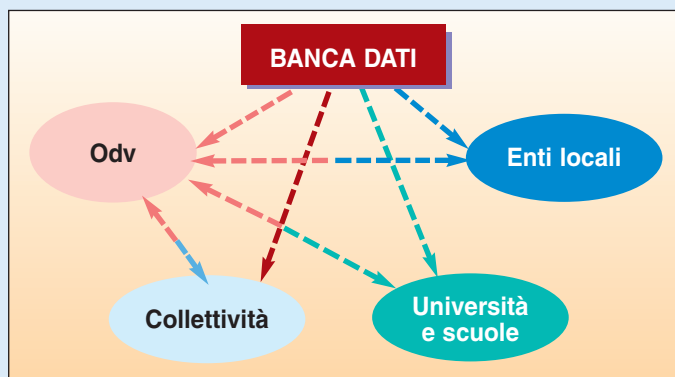 BANCA DATI
Odv
Enti locali
Collettività
Università
e scuole